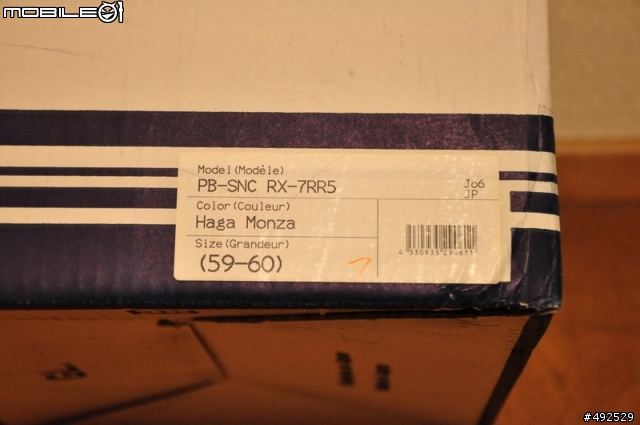 MOBILE01
Model(Modèle)
PB-SNC RX-7RR5
Jo6
JP
Color(Couleur)
Haga Monza
Size(Grandeur)
(59-60)
#492529